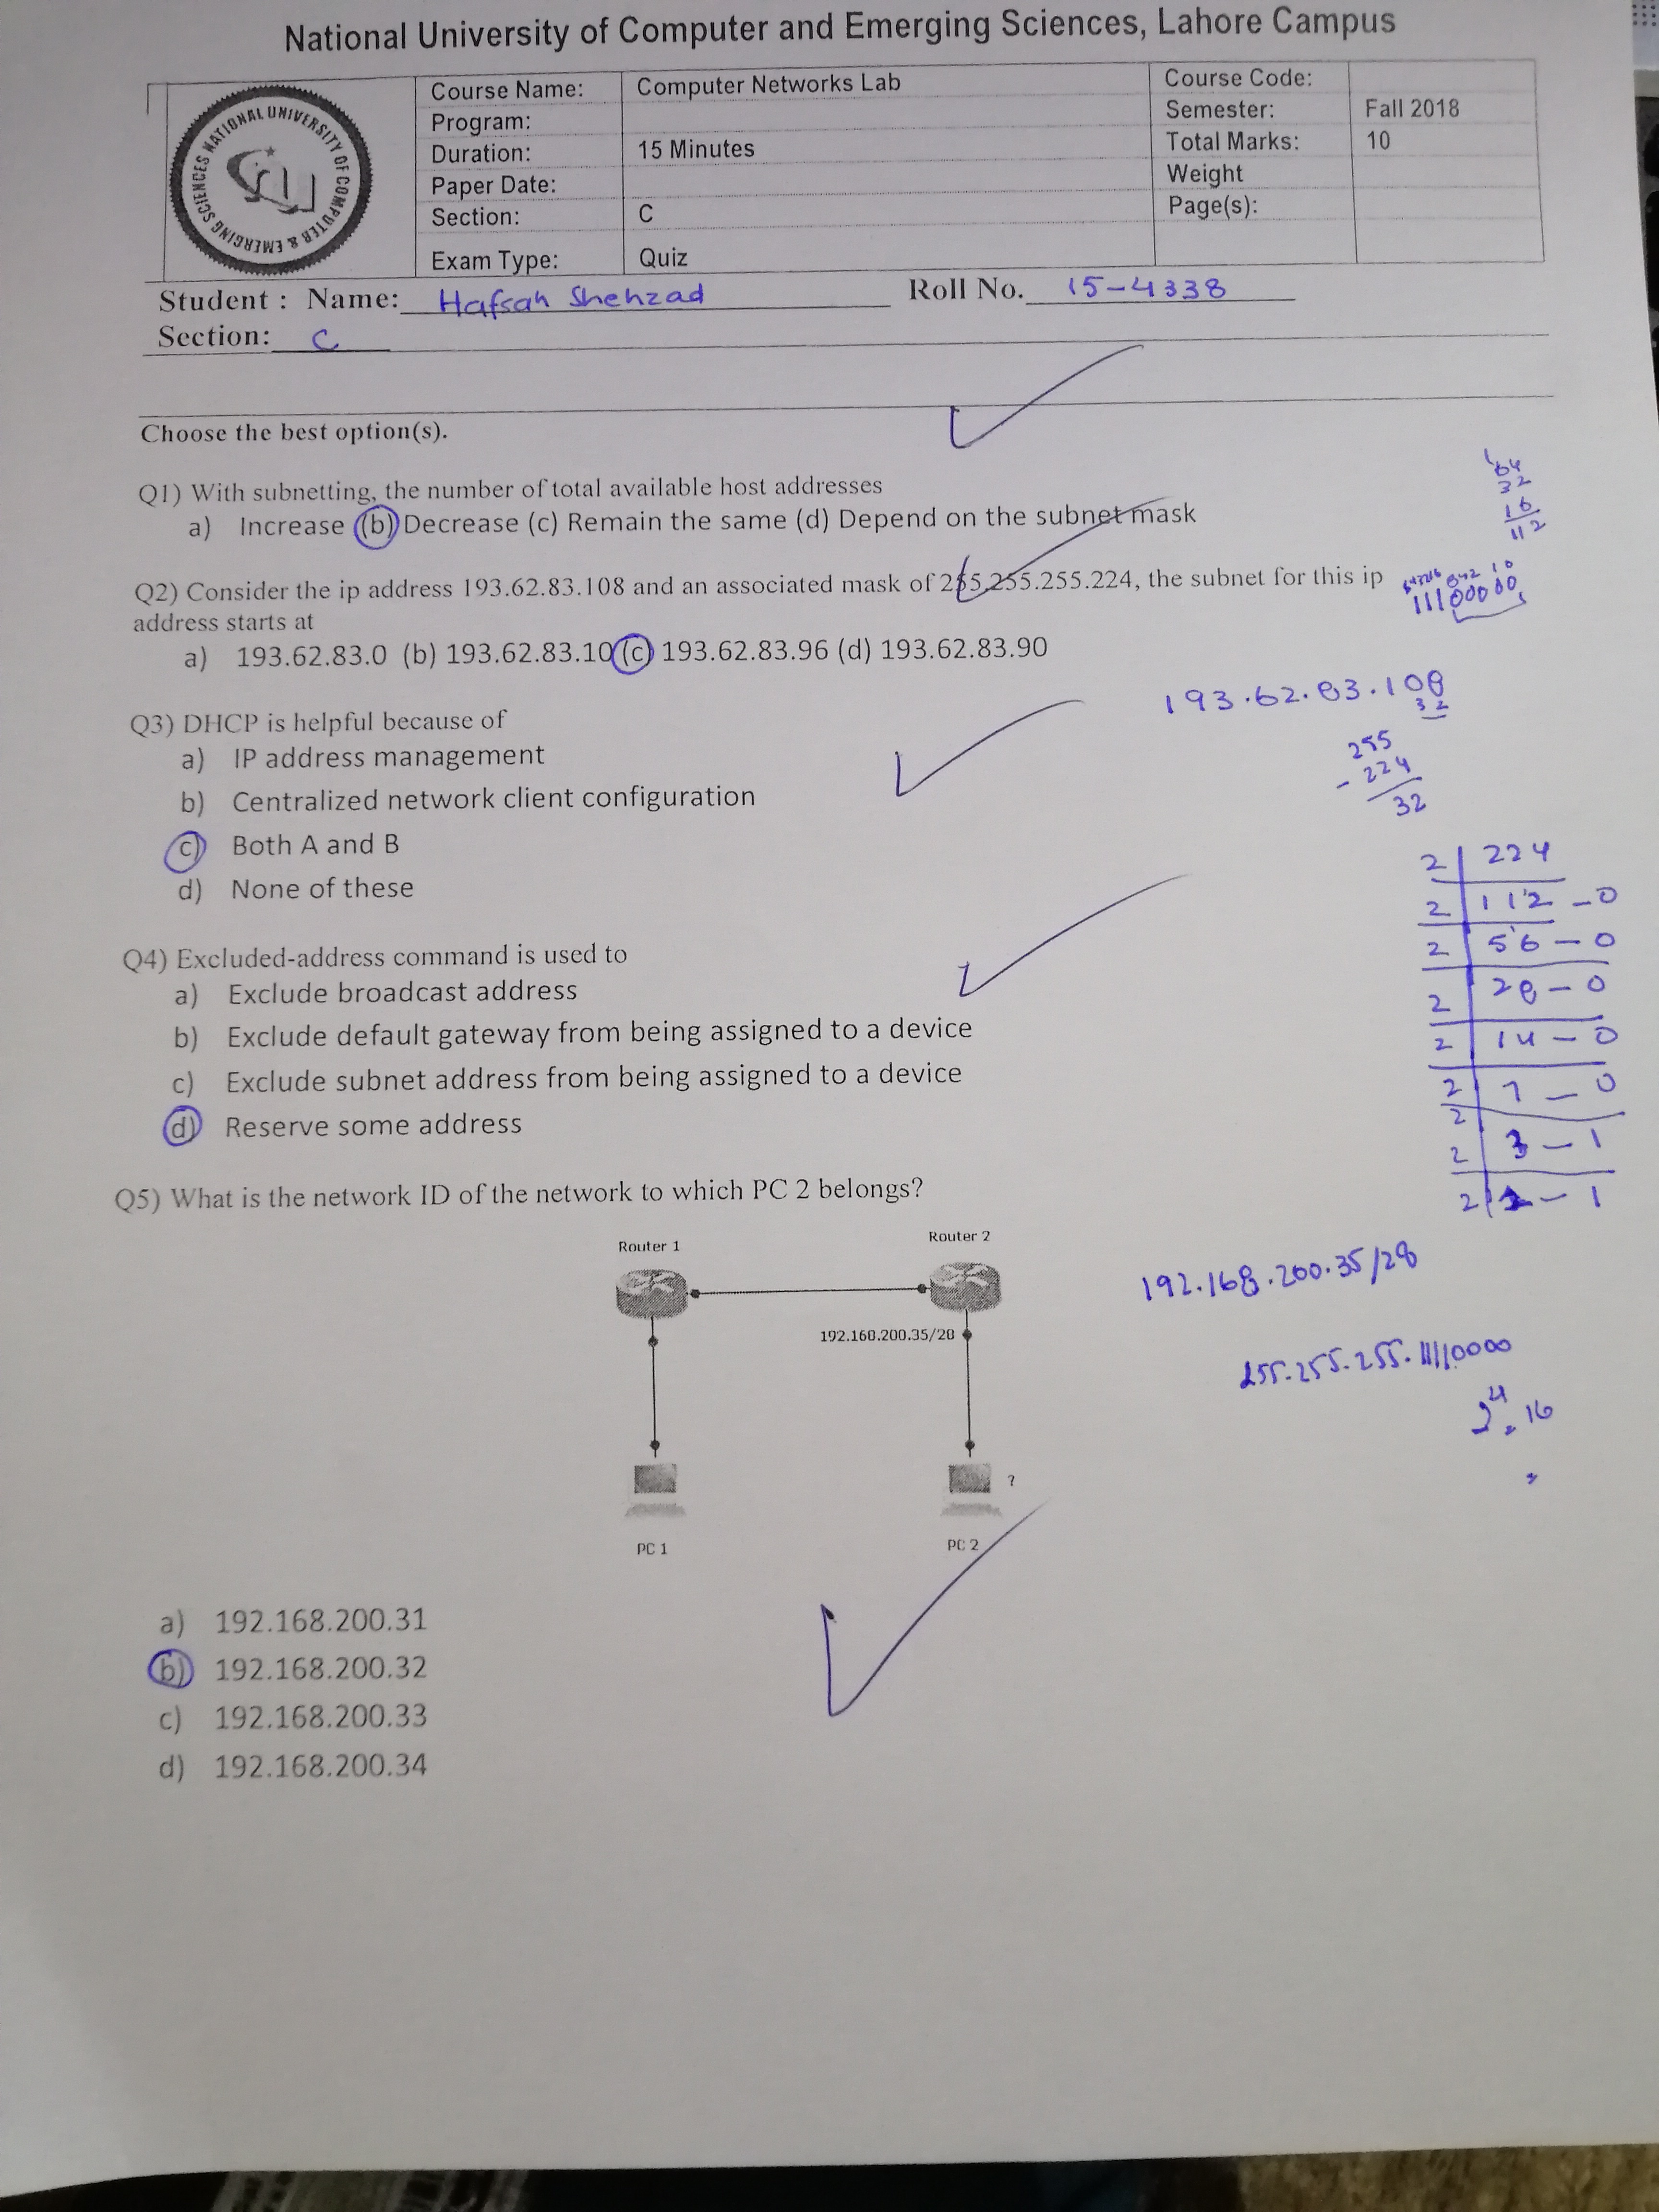 National University of Computer and Emerging Sciences, Lahore Campus
NATIONAL UNIVERSITY OF COMPUTER & EMERGING SCIENCES
Course Name: Computer Networks Lab Course Code:
Program: Semester: Fall 2018
Duration: 15 Minutes Total Marks: 10
Paper Date: Weight
Section: C Page(s):
Exam Type: Quiz
Student : Name: Hafsah Shehzad Roll No. 15-4338
Section: C
Choose the best option(s).
64
32
16
112
Q1) With subnetting, the number of total available host addresses
a) Increase (b) Decrease (c) Remain the same (d) Depend on the subnet mask
Q2) Consider the ip address 193.62.83.108 and an associated mask of 255.255.255.224, the subnet for this ip
address starts at
11100000
a) 193.62.83.0 (b) 193.62.83.10 (c) 193.62.83.96 (d) 193.62.83.90
193.62.83.108
32
255
- 224
32
Q3) DHCP is helpful because of
a) IP address management
b) Centralized network client configuration
c) Both A and B
d) None of these
2 224
2 112 - 0
2 56 - 0
2 28 - 0
2 14 - 0
2 7 - 0
2
2 3 - 1
2 1 - 1
Q4) Excluded-address command is used to
a) Exclude broadcast address
b) Exclude default gateway from being assigned to a device
c) Exclude subnet address from being assigned to a device
d) Reserve some address
Q5) What is the network ID of the network to which PC 2 belongs?
Router 1 Router 2
192.168.200.35/28
192.168.200.35/28
255.255.255.11110000
2 4 = 16
?
PC 1 PC 2
a) 192.168.200.31
b) 192.168.200.32
c) 192.168.200.33
d) 192.168.200.34